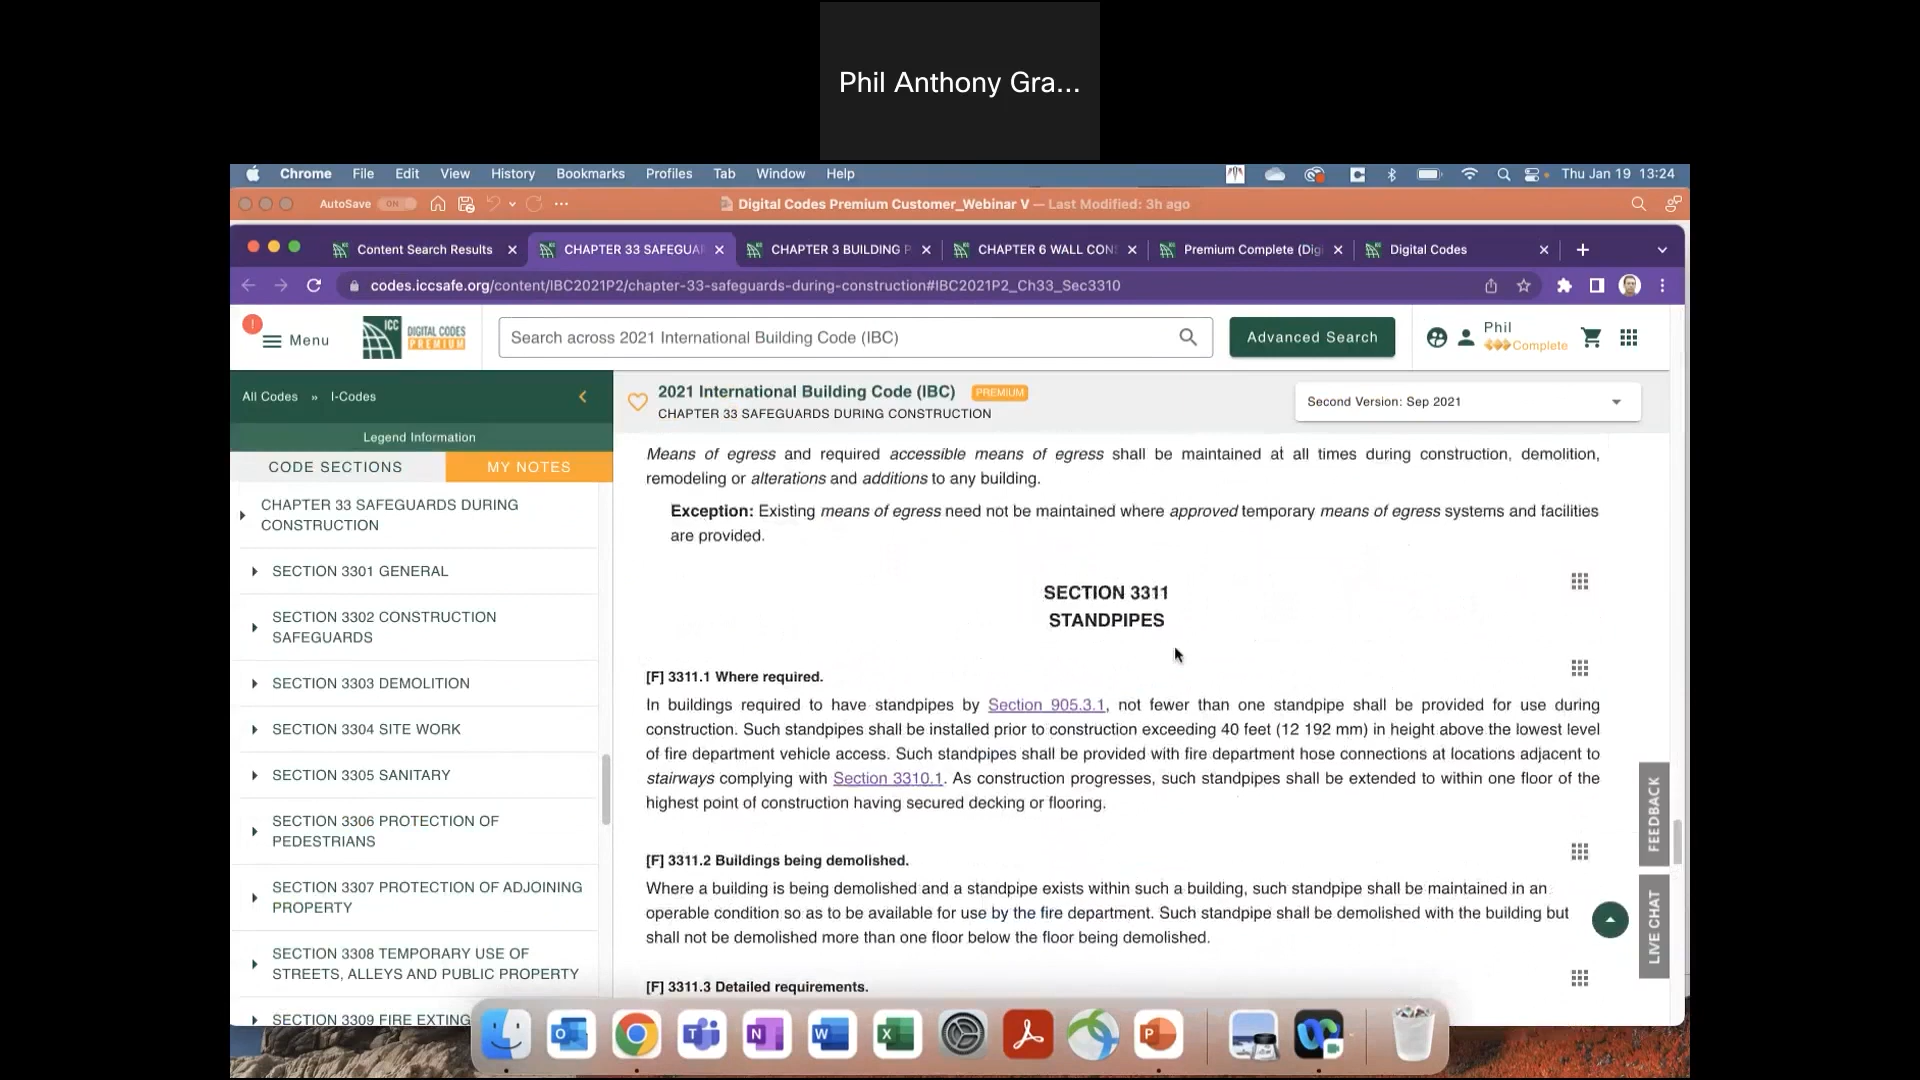 Phil Anthony Gra...
Chrome File Edit View History Bookmarks Profiles Tab Window Help
Thu Jan 19 13:24
AutoSave ON
Digital Codes Premium Customer_Webinar V — Last Modified: 3h ago
Content Search Results
CHAPTER 33 SAFEGUA
CHAPTER 3 BUILDING P
CHAPTER 6 WALL CON
Premium Complete (Dig
Digital Codes
codes.iccsafe.org/content/IBC2021P2/chapter-33-safeguards-during-construction#IBC2021P2_Ch33_Sec3310
Menu
ICC
DIGITAL CODES
PREMIUM
Search across 2021 International Building Code (IBC)
Advanced Search
Phil
Complete
All Codes » I-Codes
Legend Information
CODE SECTIONS
MY NOTES
CHAPTER 33 SAFEGUARDS DURING
CONSTRUCTION
SECTION 3301 GENERAL
SECTION 3302 CONSTRUCTION
SAFEGUARDS
SECTION 3303 DEMOLITION
SECTION 3304 SITE WORK
SECTION 3305 SANITARY
SECTION 3306 PROTECTION OF
PEDESTRIANS
SECTION 3307 PROTECTION OF ADJOINING
PROPERTY
SECTION 3308 TEMPORARY USE OF
STREETS, ALLEYS AND PUBLIC PROPERTY
SECTION 3309 FIRE EXTING
2021 International Building Code (IBC) PREMIUM
CHAPTER 33 SAFEGUARDS DURING CONSTRUCTION
Second Version: Sep 2021
Means of egress and required accessible means of egress shall be maintained at all times during construction, demolition,
remodeling or alterations and additions to any building.
Exception: Existing means of egress need not be maintained where approved temporary means of egress systems and facilities
are provided.
SECTION 3311
STANDPIPES
[F] 3311.1 Where required.
In buildings required to have standpipes by Section 905.3.1, not fewer than one standpipe shall be provided for use during
construction. Such standpipes shall be installed prior to construction exceeding 40 feet (12 192 mm) in height above the lowest level
of fire department vehicle access. Such standpipes shall be provided with fire department hose connections at locations adjacent to
stairways complying with Section 3310.1. As construction progresses, such standpipes shall be extended to within one floor of the
highest point of construction having secured decking or flooring.
[F] 3311.2 Buildings being demolished.
Where a building is being demolished and a standpipe exists within such a building, such standpipe shall be maintained in an
operable condition so as to be available for use by the fire department. Such standpipe shall be demolished with the building but
shall not be demolished more than one floor below the floor being demolished.
[F] 3311.3 Detailed requirements.
FEEDBACK
LIVE CHAT